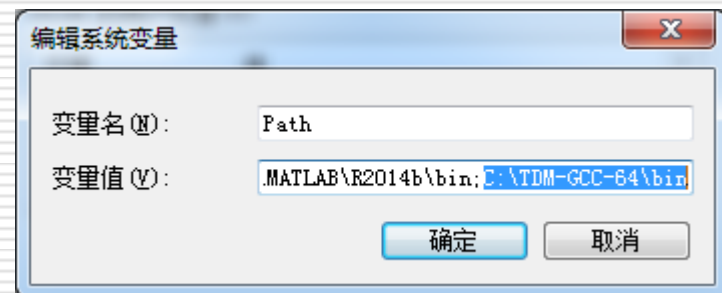 编辑系统变量
变量名(N): Path
变量值(V): .MATLAB\R2014b\bin;C:\TDM-GCC-64\bin
确定 取消